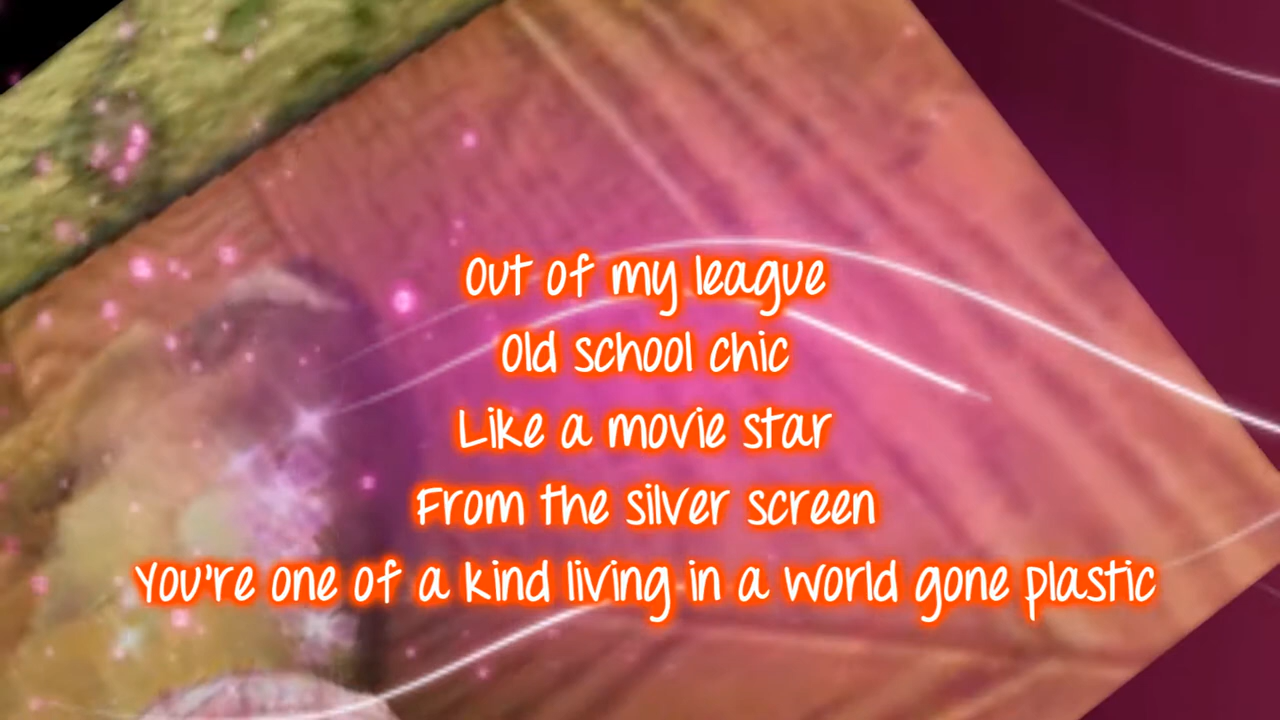 Out of my league
Old school chic
Like a movie star
From the silver screen
You're one of a kind living in a world gone plastic